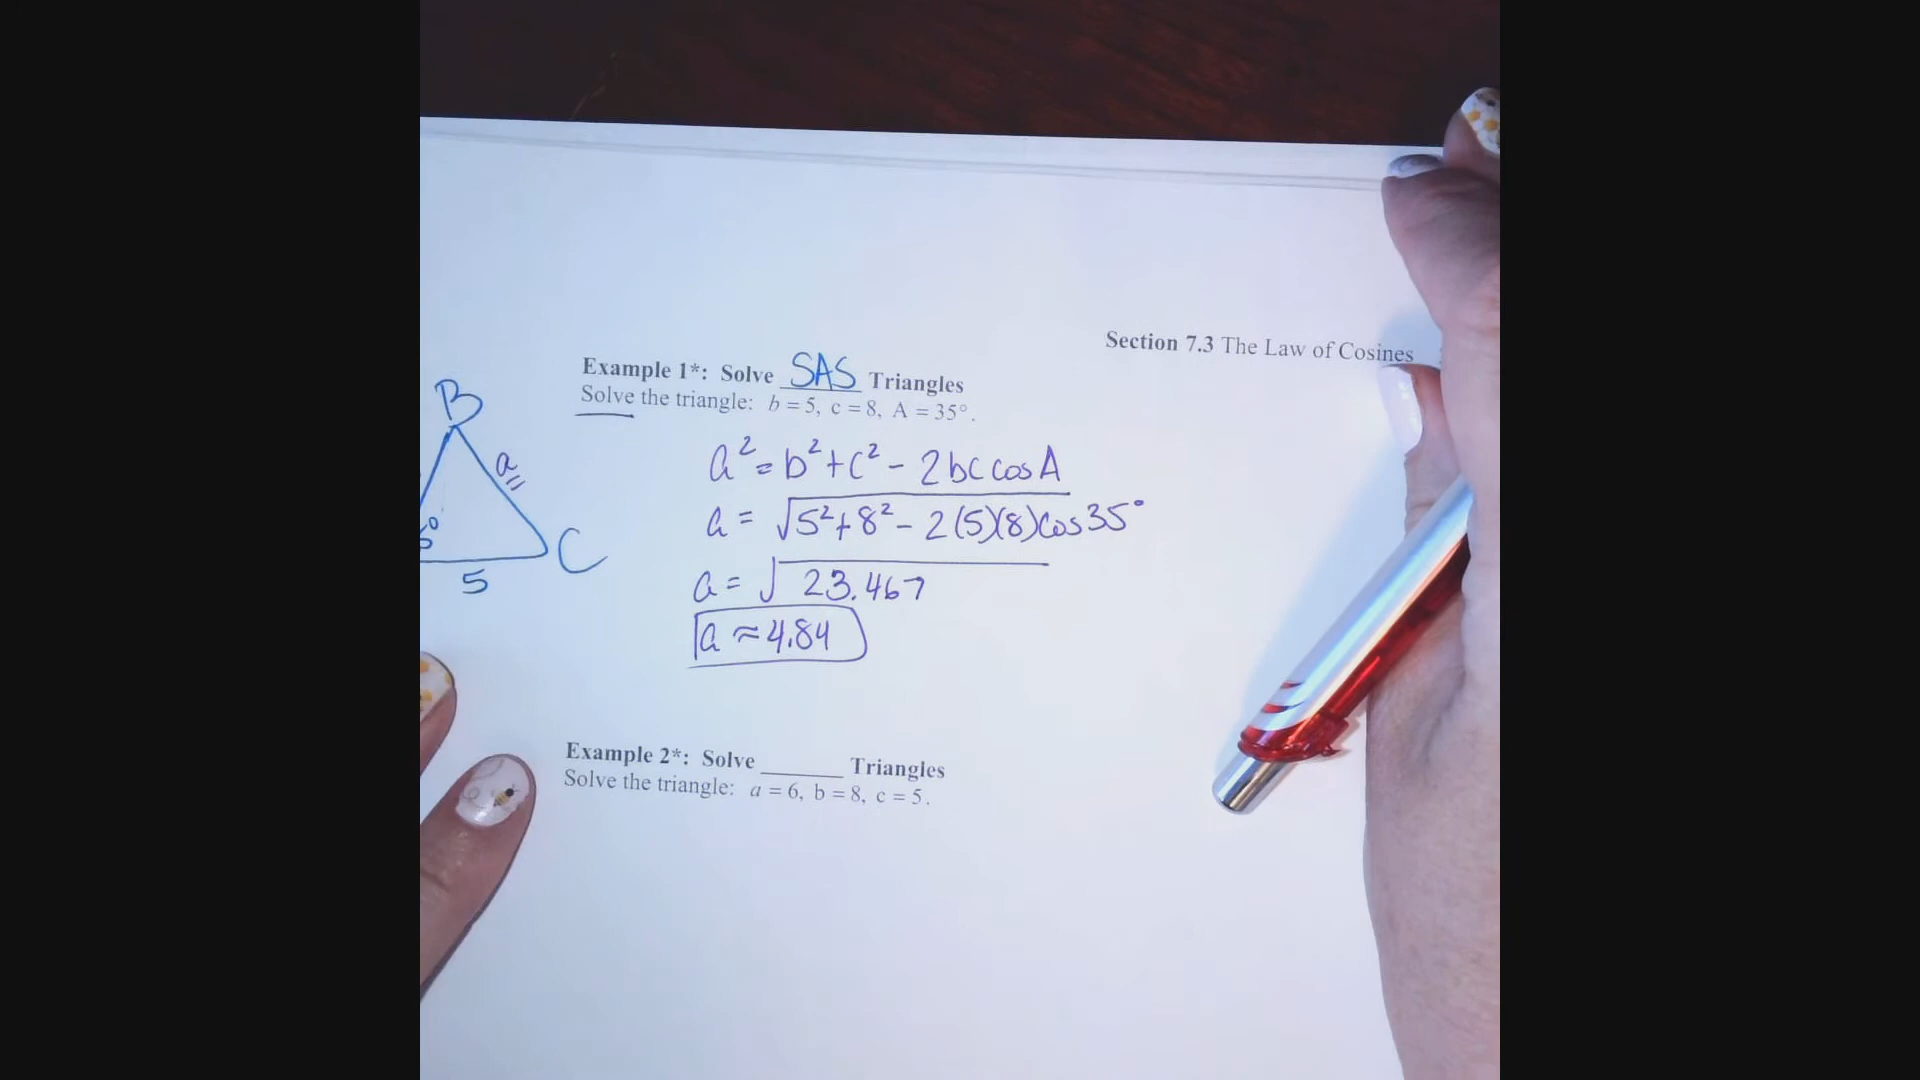 Section 7.3 The Law of Cosines
Example 1*: Solve SAS Triangles
Solve the triangle: b = 5, c = 8, A = 35°.
B
a
C
5
a² = b² + c² - 2bc cos A
a = √5² + 8² - 2(5)(8)cos 35°
a = √23.467
a ≈ 4.84
Example 2*: Solve ______ Triangles
Solve the triangle: a = 6, b = 8, c = 5.